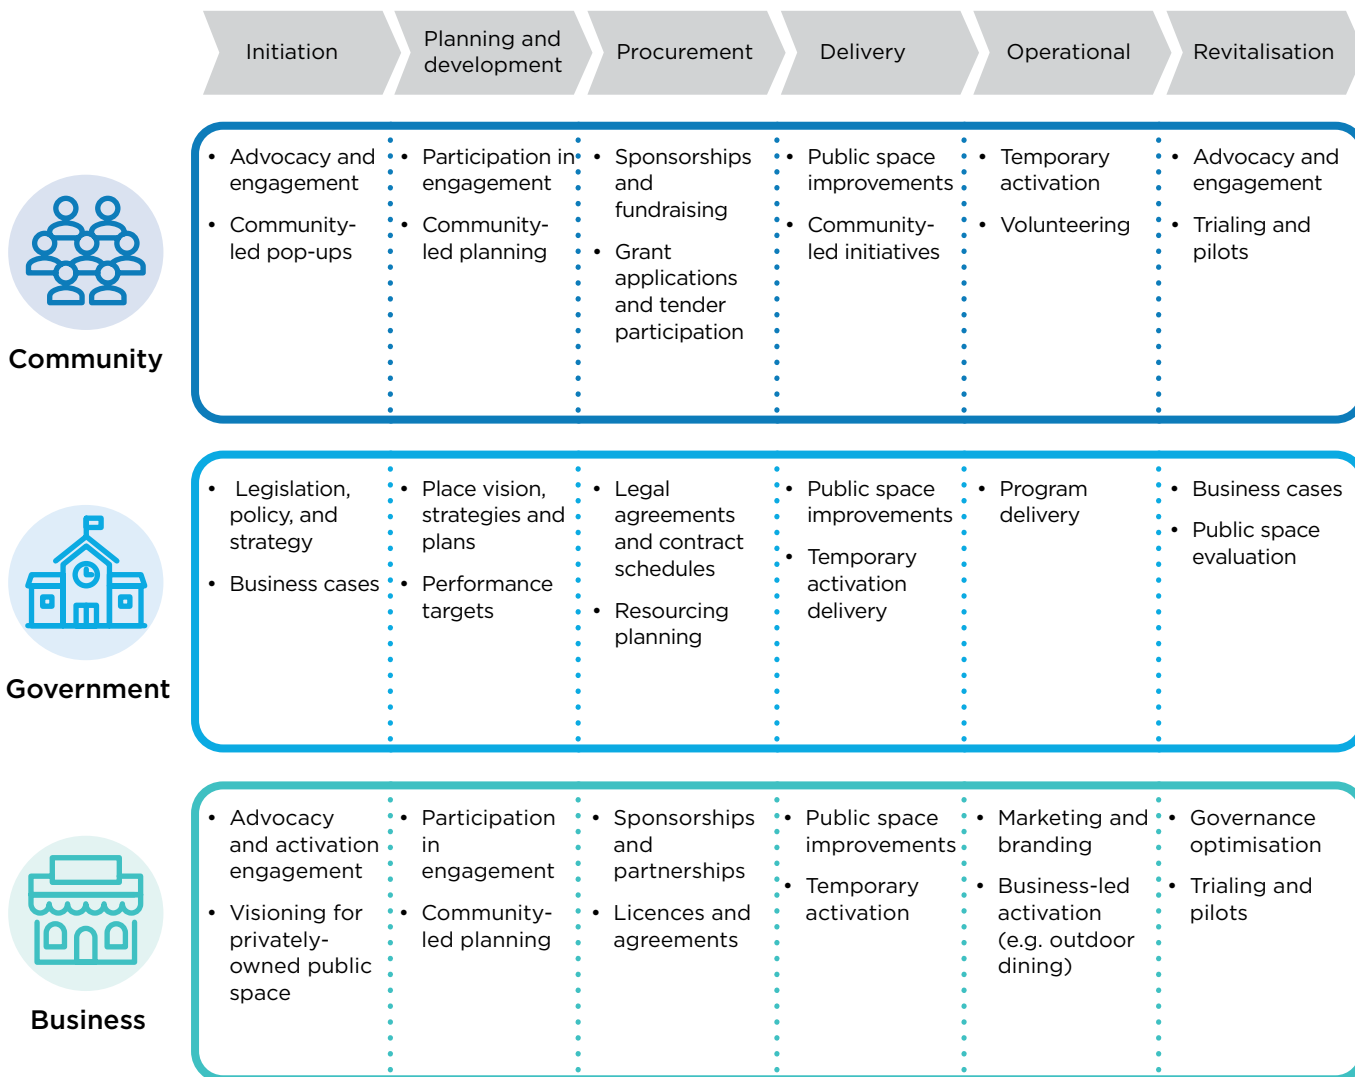 Initiation
Planning and
development
Procurement
Delivery
Operational
Revitalisation
Community
• Advocacy and
engagement
• Community-
led pop-ups
• Participation in
engagement
• Community-
led planning
• Sponsorships
and
fundraising
• Grant
applications
and tender
participation
• Public space
improvements
• Community-
led initiatives
• Temporary
activation
• Volunteering
• Advocacy and
engagement
• Trialing and
pilots
Government
• Legislation,
policy, and
strategy
• Business cases
• Place vision,
strategies and
plans
• Performance
targets
• Legal
agreements
and contract
schedules
• Resourcing
planning
• Public space
improvements
• Temporary
activation
delivery
• Program
delivery
• Business cases
• Public space
evaluation
Business
• Advocacy
and activation
engagement
• Visioning for
privately-
owned public
space
• Participation
in
engagement
• Community-
led planning
• Sponsorships
and
partnerships
• Licences and
agreements
• Public space
improvements
• Temporary
activation
• Marketing and
branding
• Business-led
activation
(e.g. outdoor
dining)
• Governance
optimisation
• Trialing and
pilots